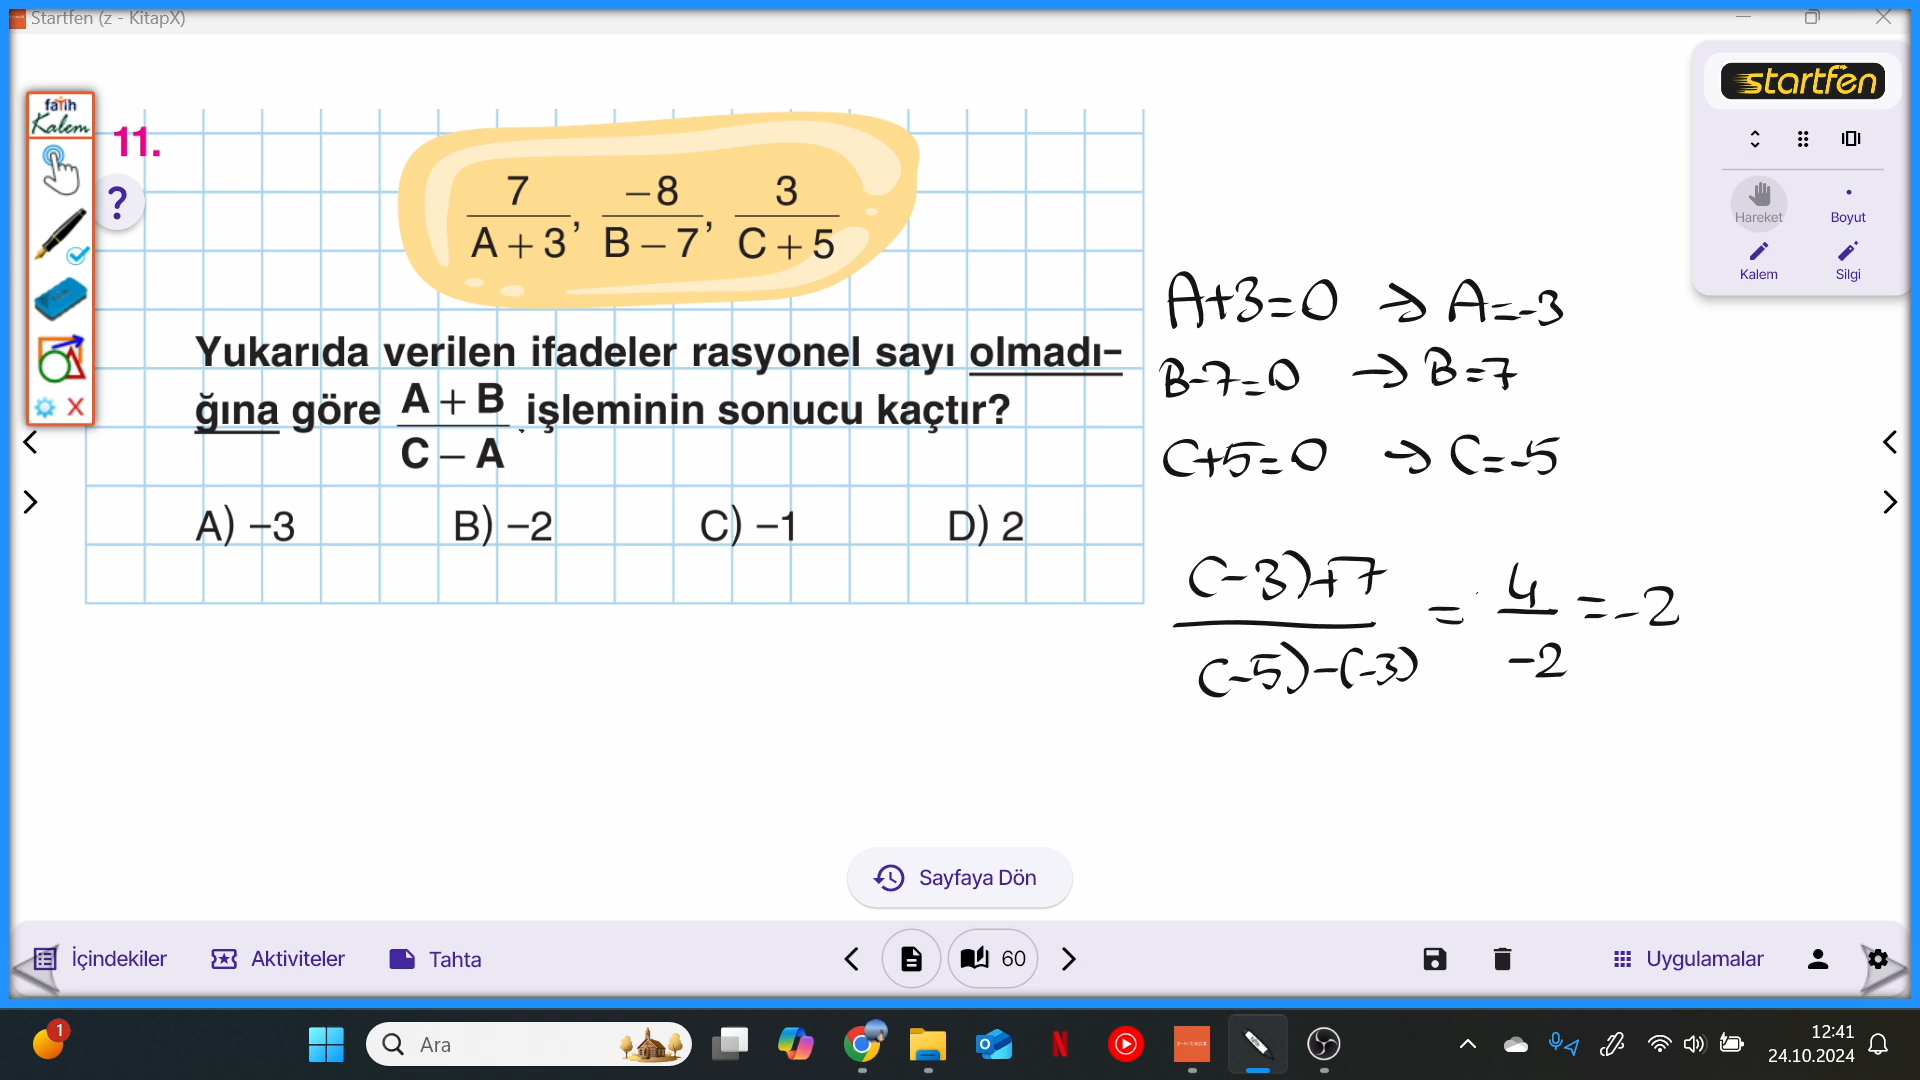 Startfen (z - KitapX)
startfen
fatih
Kalem
11.
?
7/(A + 3), −8/(B − 7), 3/(C + 5)
Hareket
Boyut
Kalem
Silgi
Yukarıda verilen ifadeler rasyonel sayı olmadı-
ğına göre (A + B)/(C − A) işleminin sonucu kaçtır?
A) −3 B) −2 C) −1 D) 2
A+3=0 → A=-3
B-7=0 → B=7
C+5=0 → C=-5
((-3)+7)/((-5)-(-3)) = 4/-2 = -2
Sayfaya Dön
İçindekiler
Aktiviteler
Tahta
60
Uygulamalar
1
Ara
z-KitapX
12:41
24.10.2024